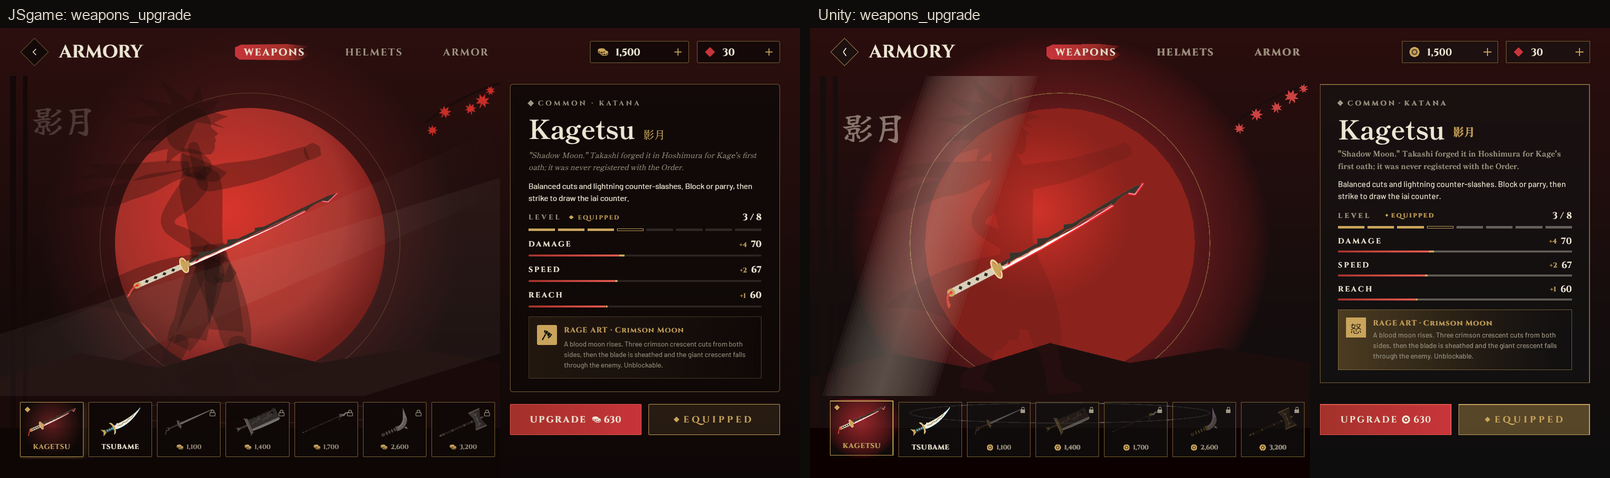 JSgame: weapons_upgrade
ARMORY
WEAPONS HELMETS ARMOR
1,500 + 30 +
影月
COMMON · KATANA
Kagetsu 影月
"Shadow Moon." Takashi forged it in Hoshimura for Kage's first
oath; it was never registered with the Order.
Balanced cuts and lightning counter-slashes. Block or parry, then
strike to draw the iai counter.
LEVEL ◆ EQUIPPED 3 / 8
DAMAGE +4 70
SPEED +2 67
REACH +1 60
RAGE ART · CRIMSON MOON
A blood moon rises. Three crimson crescent cuts from both
sides, then the blade is sheathed and the giant crescent falls
through the enemy. Unblockable.
KAGETSU TSUBAME 1,100 1,400 1,700 2,600 3,200
UPGRADE 630 ◆ EQUIPPED
Unity: weapons_upgrade
ARMORY
WEAPONS HELMETS ARMOR
1,500 + 30 +
影月
COMMON · KATANA
Kagetsu 影月
"Shadow Moon." Takashi forged it in Hoshimura for Kage's
first oath; it was never registered with the Order.
Balanced cuts and lightning counter-slashes. Block or parry, then
strike to draw the iai counter.
LEVEL ◆ EQUIPPED 3 / 8
DAMAGE +4 70
SPEED +2 67
REACH +1 60
RAGE ART · CRIMSON MOON
A blood moon rises. Three crimson crescent cuts from both
sides, then the blade is sheathed and the giant crescent falls
through the enemy. Unblockable.
KAGETSU TSUBAME 1,100 1,400 1,700 2,600 3,200
UPGRADE 630 ◆ EQUIPPED